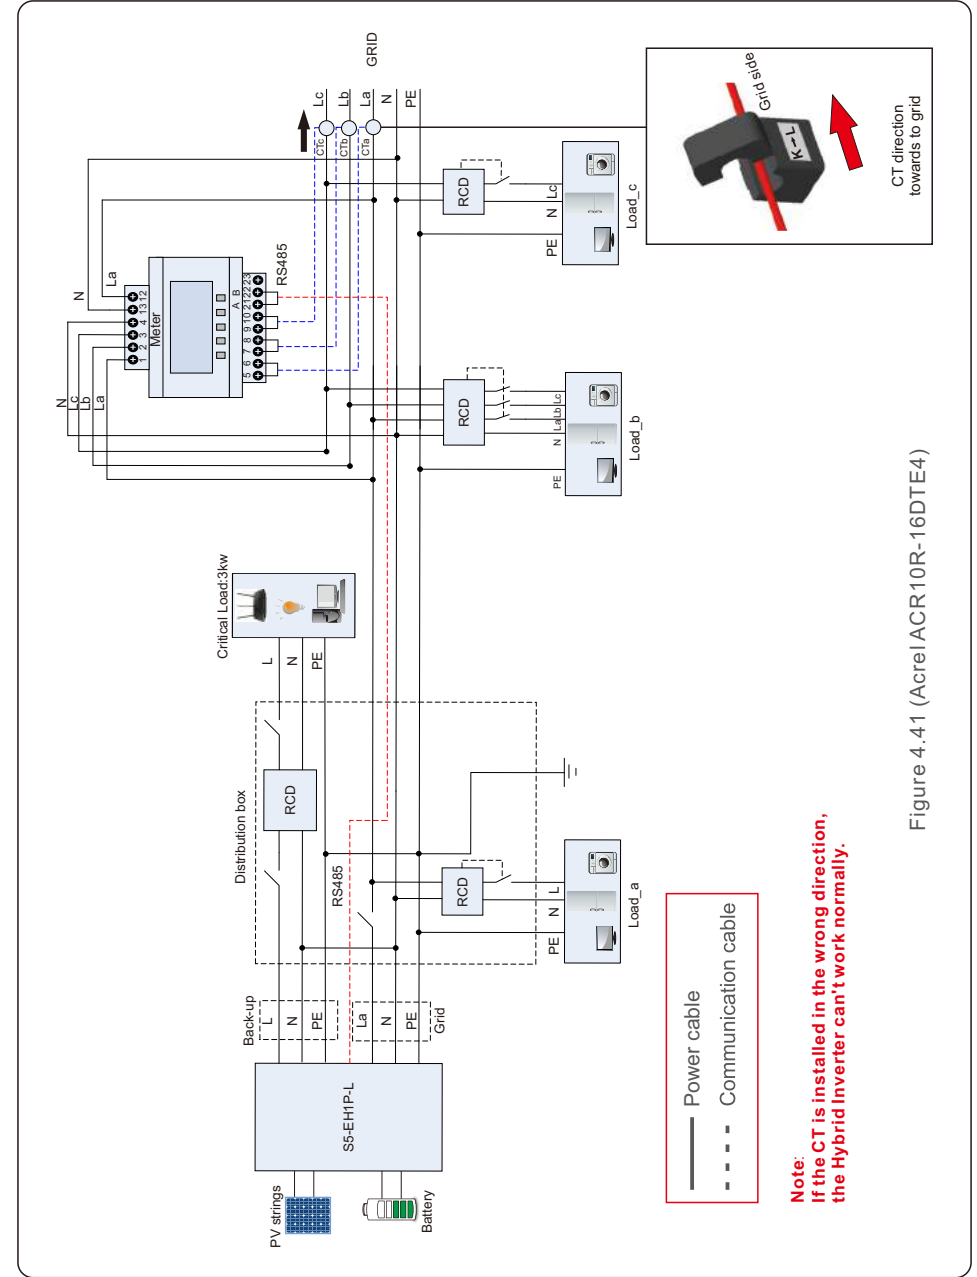 GRID
Lc
Lb
La
N
PE
CTc
CTb
CTa
Grid side
K→L
CT direction
towards to grid
La
N
Meter
12
13
4
3
2
1
23
22
21
10
9
8
7
6
5
B
A
RS485
N
Lc
Lb
La
RCD
Lc
N
PE
Load_c
RCD
Lc
Lb
La
N
PE
Load_b
Critical Load:3kw
L
N
PE
Distribution box
RCD
RS485
RCD
L
N
PE
Load_a
Back-up
L
N
PE
La
N
PE
Grid
S5-EH1P-L
PV strings
Battery
Power cable
Communication cable
Note:
If the CT is installed in the wrong direction,
the Hybrid Inverter can't work normally.
Figure 4.41 (Acrel ACR10R-16DTE4)